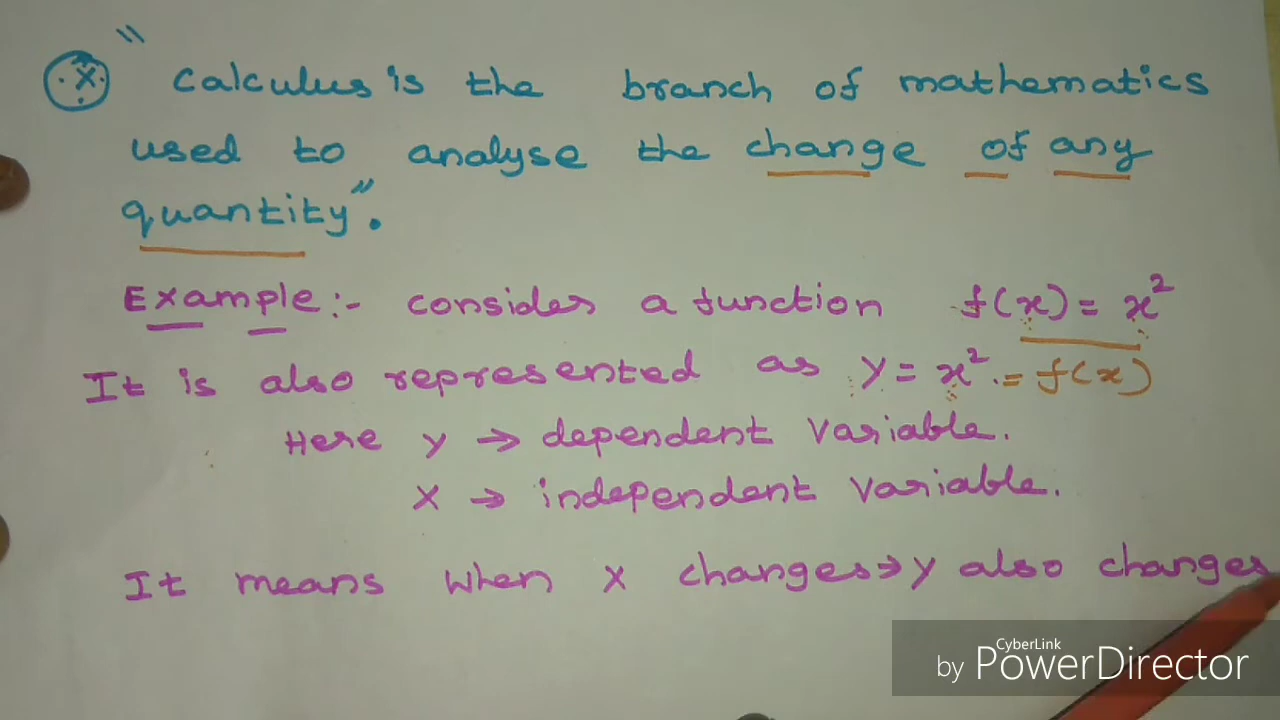 " Calculus is the branch of mathematics
used to analyse the change of any
quantity".
Example:- consider a function f(x) = x²
It is also represented as y = x² = f(x)
Here y → dependent variable.
x → independent variable.
It means when x changes → y also changes
CyberLink
by PowerDirector